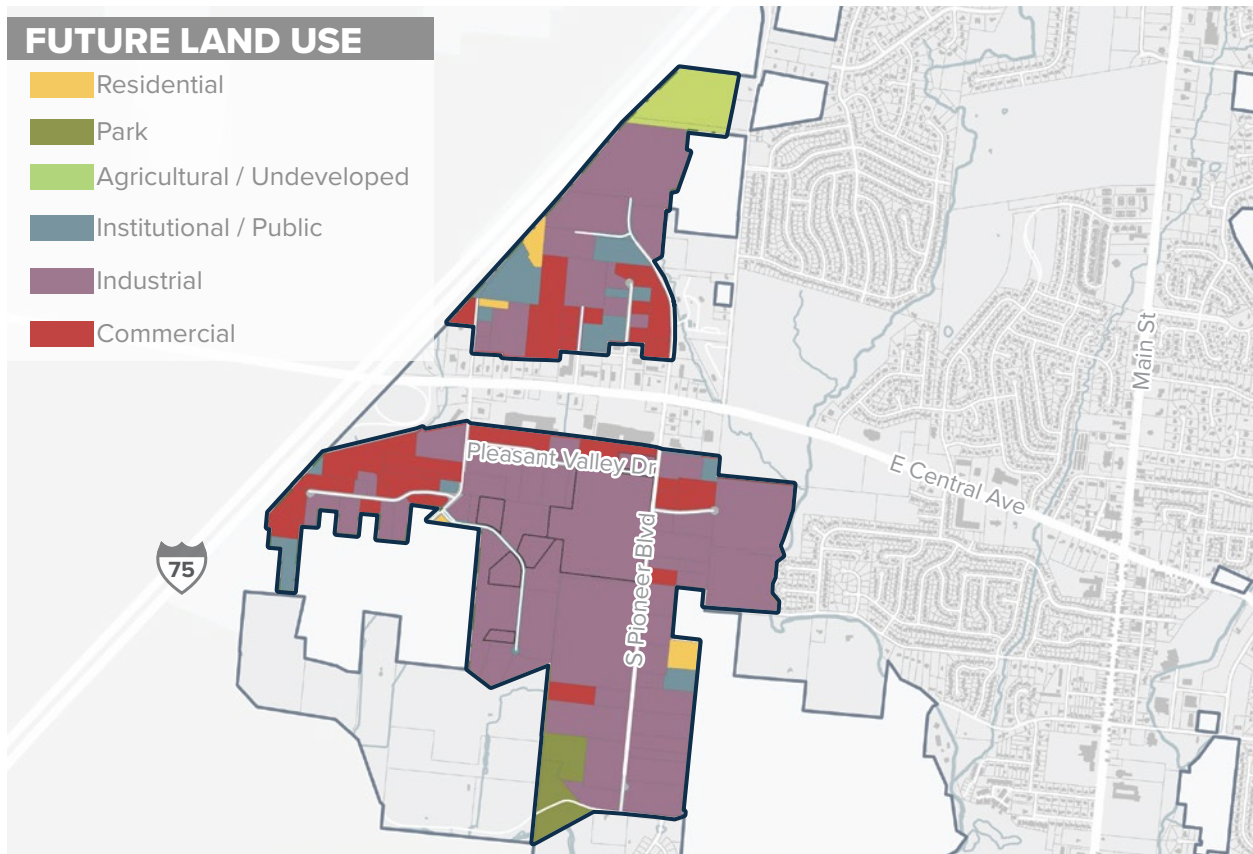 FUTURE LAND USE
Residential
Park
Agricultural / Undeveloped
Institutional / Public
Industrial
Commercial
Main St
Pleasant Valley Dr
E Central Ave
S Pioneer Blvd
75